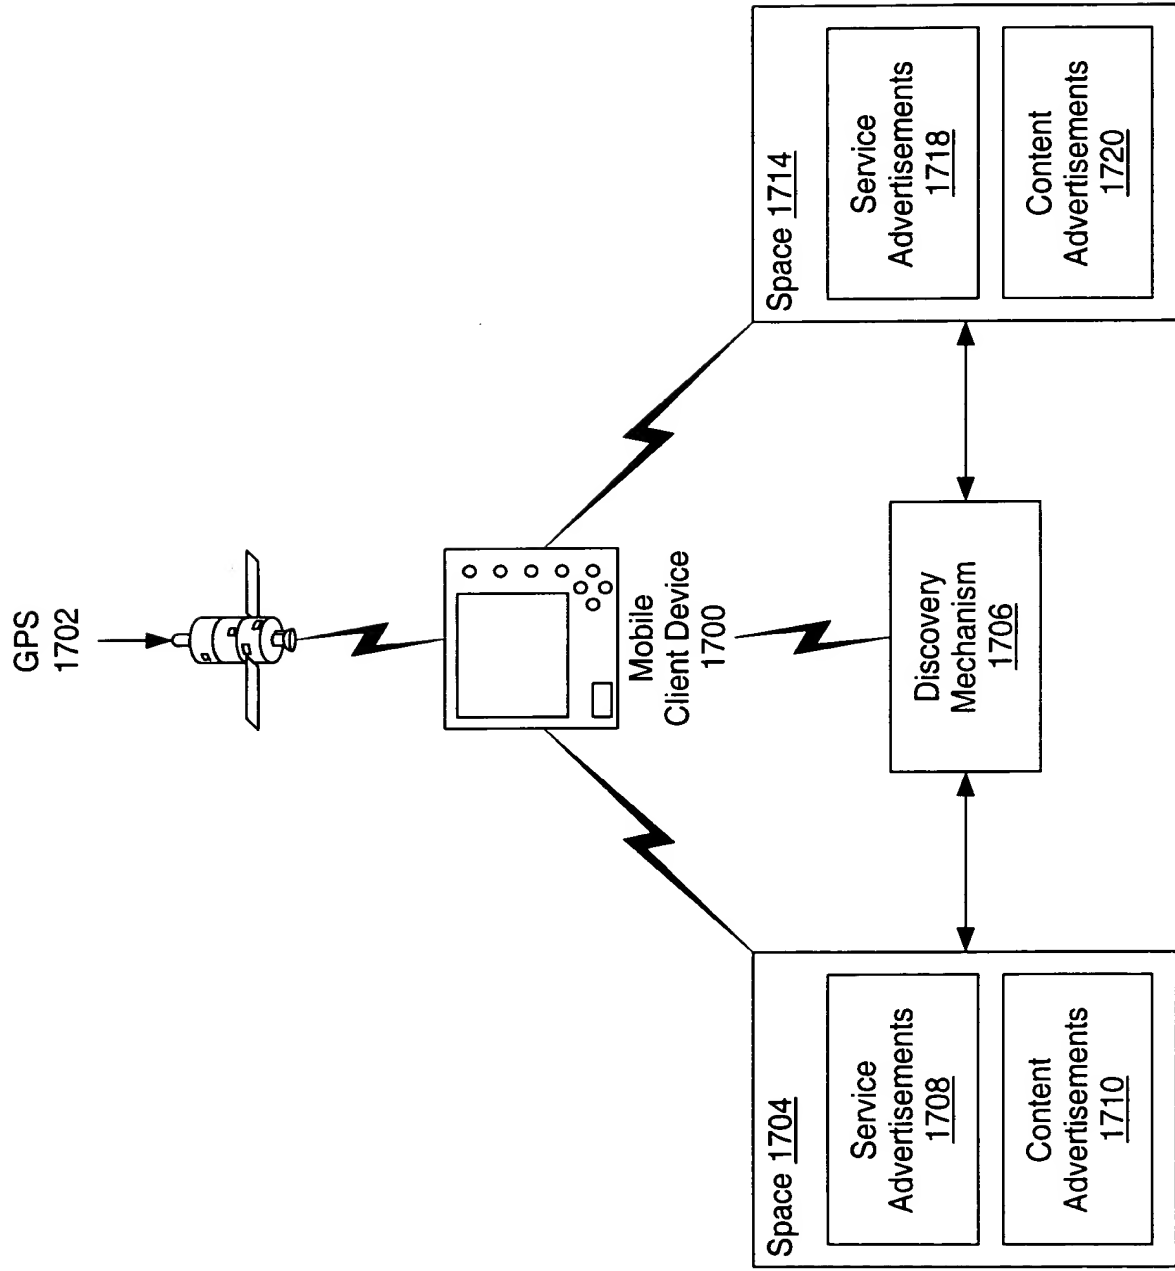 GPS
1702
Mobile
Client Device
1700
Discovery
Mechanism
1706
Space 1704
Service
Advertisements
1708
Content
Advertisements
1710
Space 1714
Service
Advertisements
1718
Content
Advertisements
1720